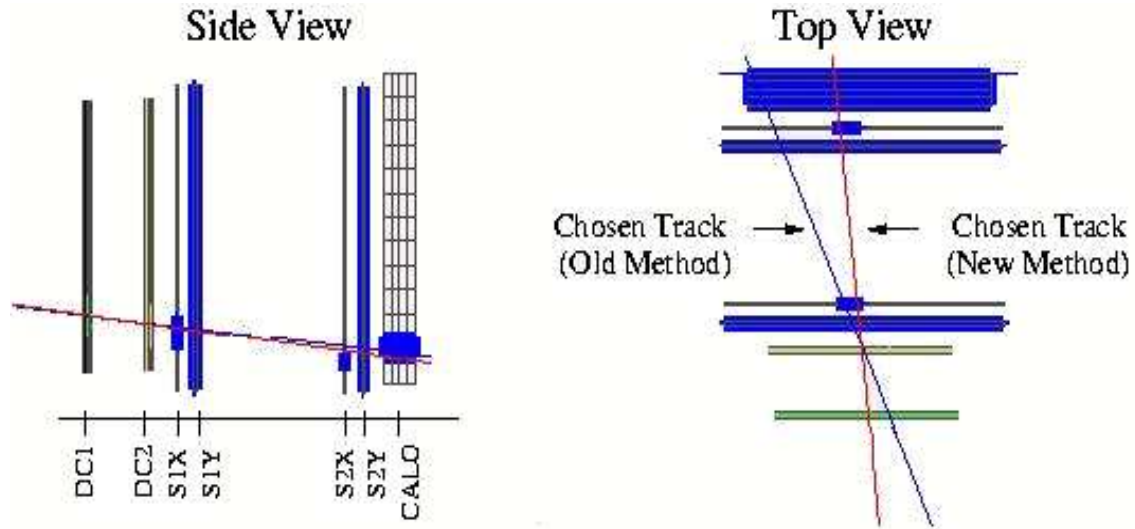 Side View
Top View
Chosen Track
(Old Method)
Chosen Track
(New Method)
DC1
DC2
S1X
S1Y
S2X
S2Y
CALO